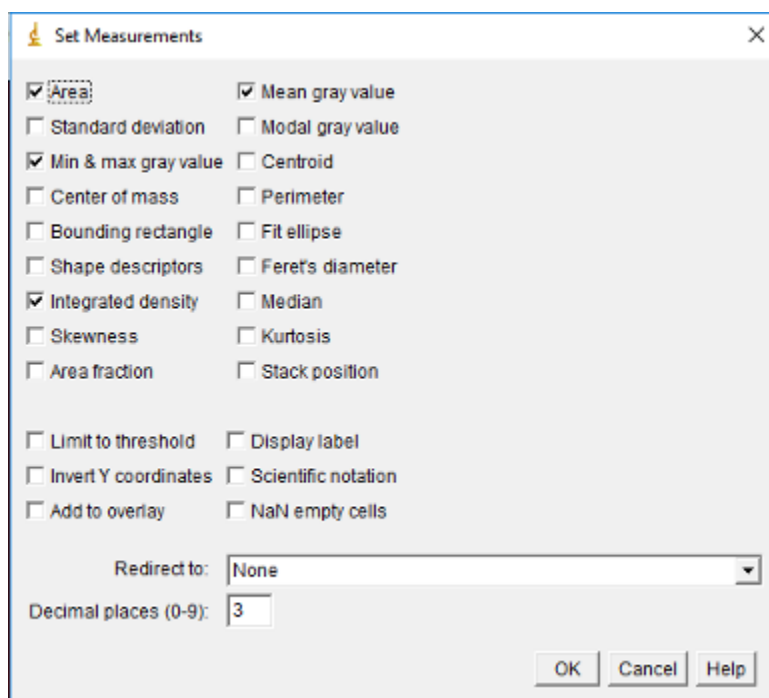 Set Measurements
Area Mean gray value
Standard deviation Modal gray value
Min & max gray value Centroid
Center of mass Perimeter
Bounding rectangle Fit ellipse
Shape descriptors Feret's diameter
Integrated density Median
Skewness Kurtosis
Area fraction Stack position
Limit to threshold Display label
Invert Y coordinates Scientific notation
Add to overlay NaN empty cells
Redirect to: None
Decimal places (0-9): 3
OK Cancel Help